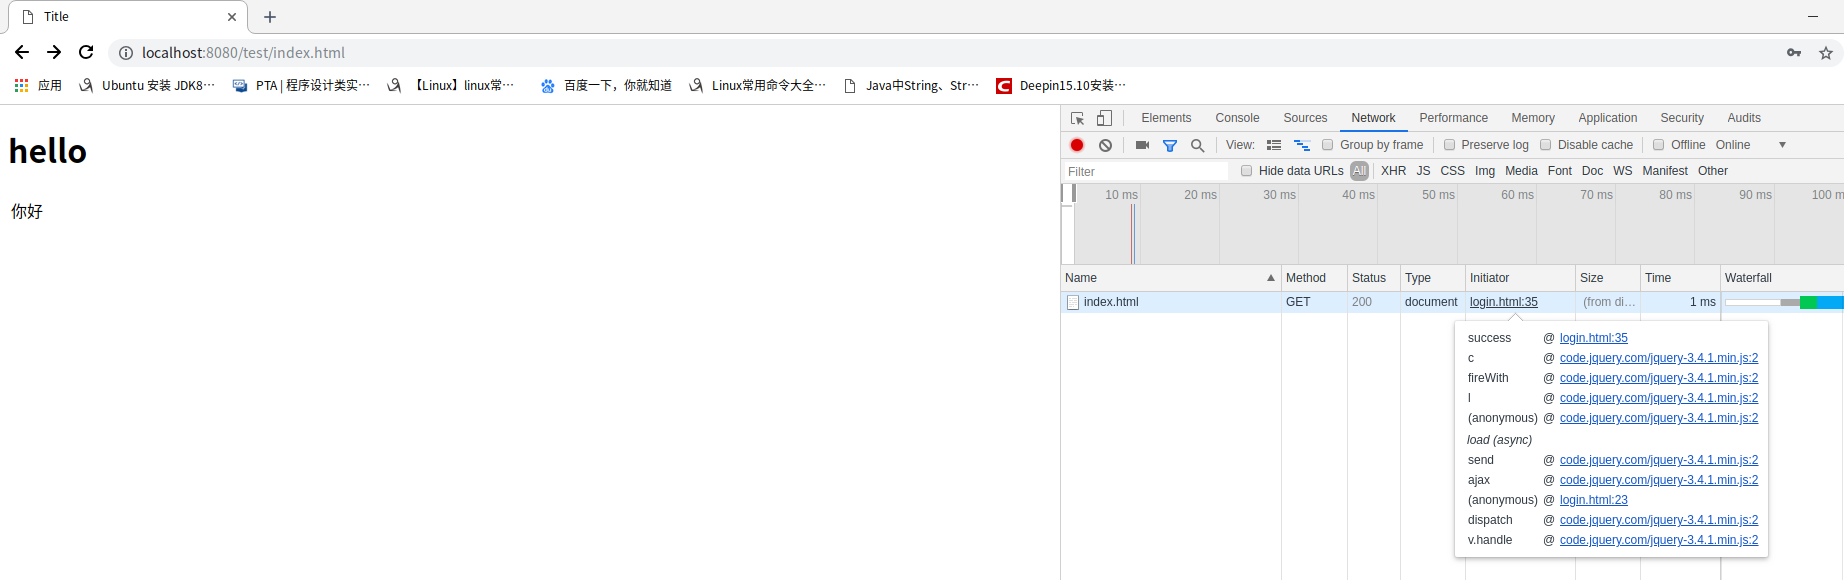 Title
localhost:8080/test/index.html
应用 Ubuntu 安装 JDK8··· PTA | 程序设计类实··· 【Linux】linux常··· 百度一下，你就知道 Linux常用命令大全··· Java中String、Str··· Deepin15.10安装···
Elements Console Sources Network Performance Memory Application Security Audits
View: Group by frame Preserve log Disable cache Offline Online
Filter Hide data URLs All XHR JS CSS Img Media Font Doc WS Manifest Other
10 ms 20 ms 30 ms 40 ms 50 ms 60 ms 70 ms 80 ms 90 ms 100 m
hello
你好
Name Method Status Type Initiator Size Time Waterfall
index.html GET 200 document login.html:35 (from di… 1 ms
success @ login.html:35
c @ code.jquery.com/jquery-3.4.1.min.js:2
fireWith @ code.jquery.com/jquery-3.4.1.min.js:2
l @ code.jquery.com/jquery-3.4.1.min.js:2
(anonymous) @ code.jquery.com/jquery-3.4.1.min.js:2
load (async)
send @ code.jquery.com/jquery-3.4.1.min.js:2
ajax @ code.jquery.com/jquery-3.4.1.min.js:2
(anonymous) @ login.html:23
dispatch @ code.jquery.com/jquery-3.4.1.min.js:2
v.handle @ code.jquery.com/jquery-3.4.1.min.js:2